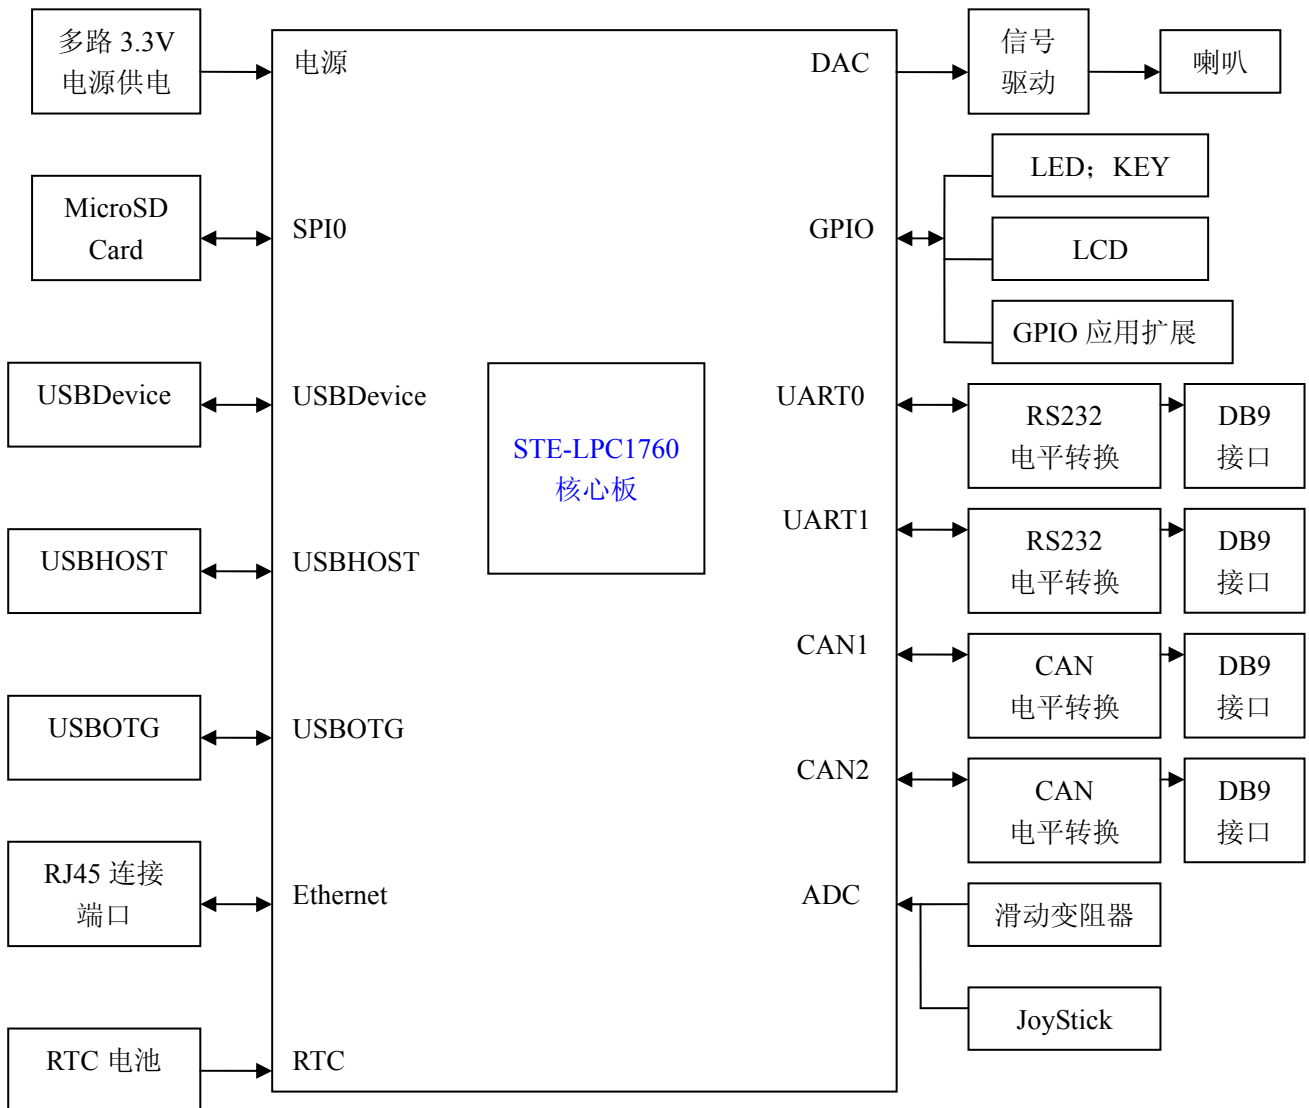 多路 3.3V
电源供电
电源
DAC
信号
驱动
喇叭
MicroSD
Card
SPI0
GPIO
LED；KEY
LCD
GPIO 应用扩展
USBDevice
USBDevice
STE-LPC1760
核心板
UART0
RS232
电平转换
DB9
接口
UART1
RS232
电平转换
DB9
接口
USBHOST
USBHOST
CAN1
CAN
电平转换
DB9
接口
USBOTG
USBOTG
CAN2
CAN
电平转换
DB9
接口
RJ45 连接
端口
Ethernet
ADC
滑动变阻器
JoyStick
RTC 电池
RTC